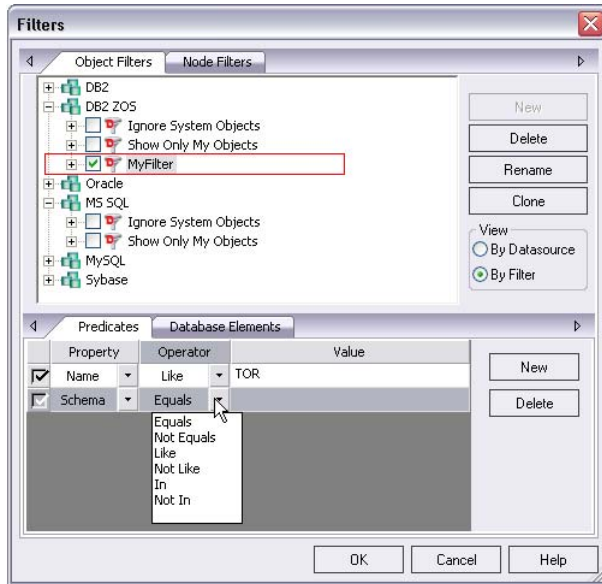 Filters
Object Filters Node Filters
DB2
DB2 ZOS
Ignore System Objects
Show Only My Objects
MyFilter
Oracle
MS SQL
Ignore System Objects
Show Only My Objects
MySQL
Sybase
New
Delete
Rename
Clone
View
By Datasource
By Filter
Predicates Database Elements
Property Operator Value
Name Like TOR
Schema Equals
Equals
Not Equals
Like
Not Like
In
Not In
New
Delete
OK Cancel Help